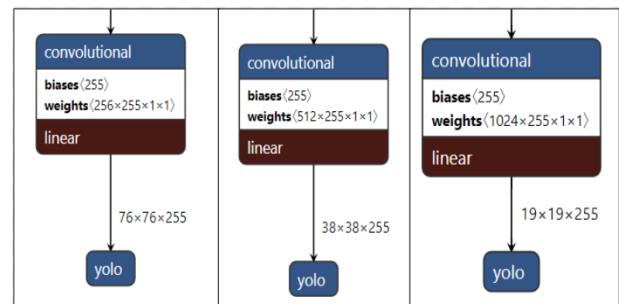 convolutional
biases〈255〉
weights〈256×255×1×1〉
linear
76×76×255
yolo
convolutional
biases〈255〉
weights〈512×255×1×1〉
linear
38×38×255
yolo
convolutional
biases〈255〉
weights〈1024×255×1×1〉
linear
19×19×255
yolo